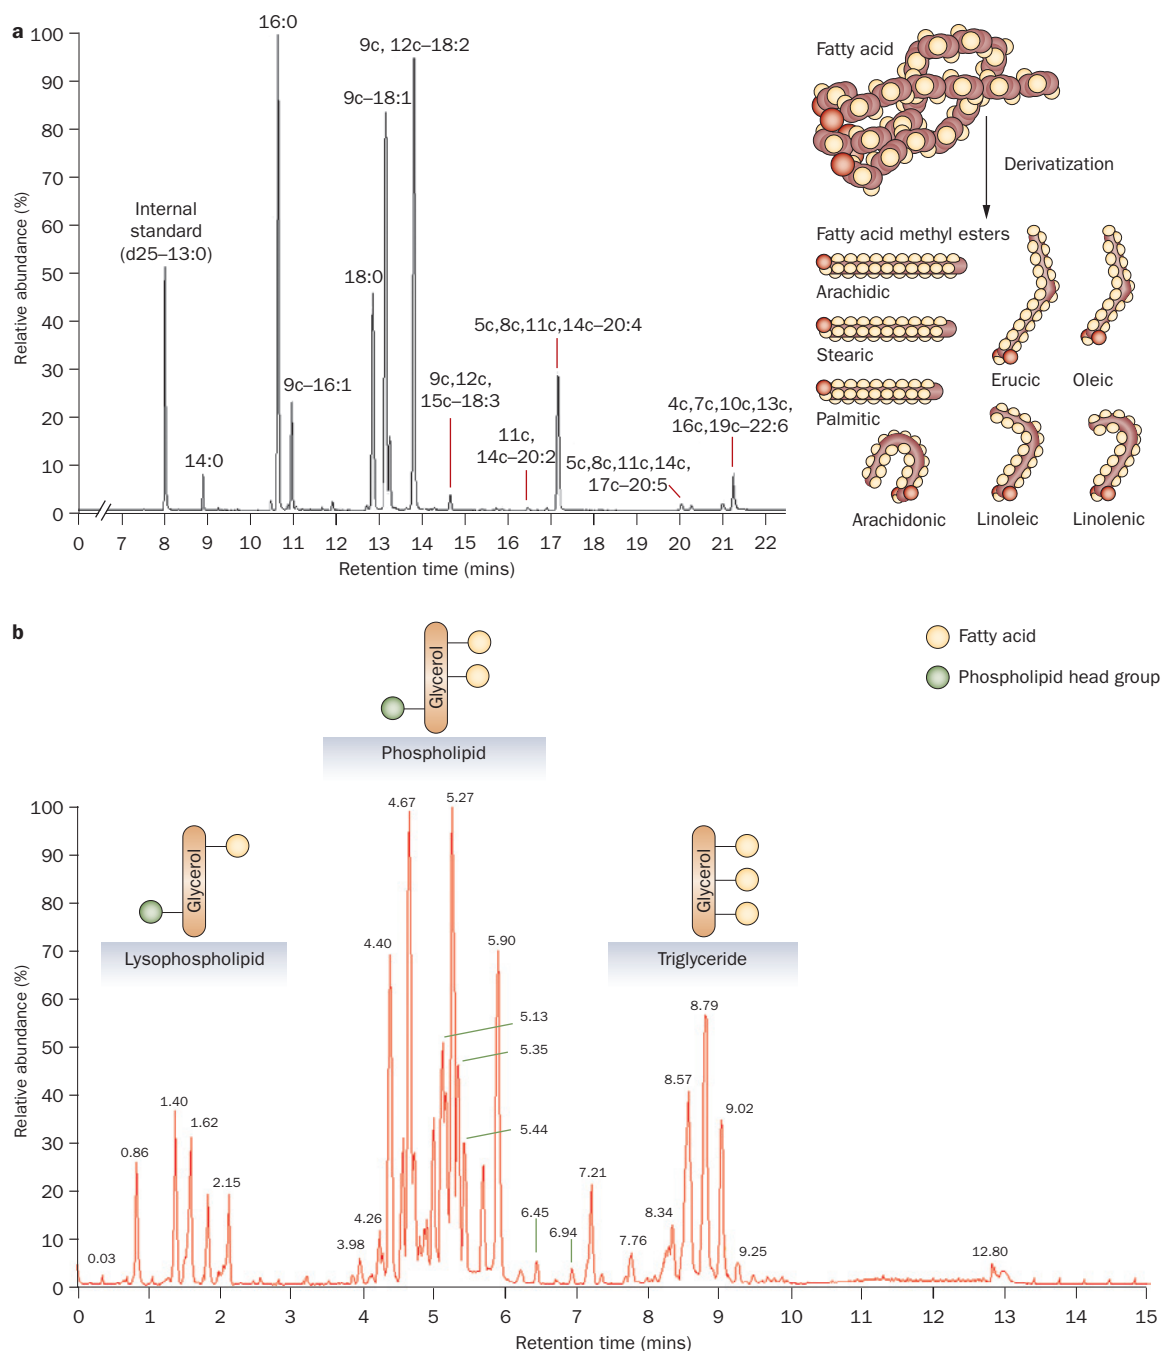 a
16:0
9c, 12c–18:2
9c–18:1
Internal
standard
(d25–13:0)
18:0
14:0
9c–16:1
5c,8c,11c,14c–20:4
9c,12c,
15c–18:3
11c,
14c–20:2
5c,8c,11c,14c,
17c–20:5
4c,7c,10c,13c,
16c,19c–22:6
100
90
80
70
60
50
40
30
20
10
0
Relative abundance (%)
0 7 8 9 10 11 12 13 14 15 16 17 18 19 20 21 22
Retention time (mins)
Fatty acid
Derivatization
Fatty acid methyl esters
Arachidic
Stearic
Palmitic
Erucic
Oleic
Arachidonic
Linoleic
Linolenic
b
Fatty acid
Phospholipid head group
Glycerol
Phospholipid
Glycerol
Lysophospholipid
Glycerol
Triglyceride
100
90
80
70
60
50
40
30
20
10
0
Relative abundance (%)
0.03
0.86
1.40
1.62
2.15
3.98
4.26
4.40
4.67
5.27
5.13
5.35
5.44
5.90
6.45
6.94
7.21
7.76
8.34
8.57
8.79
9.02
9.25
12.80
0 1 2 3 4 5 6 7 8 9 10 11 12 13 14 15
Retention time (mins)